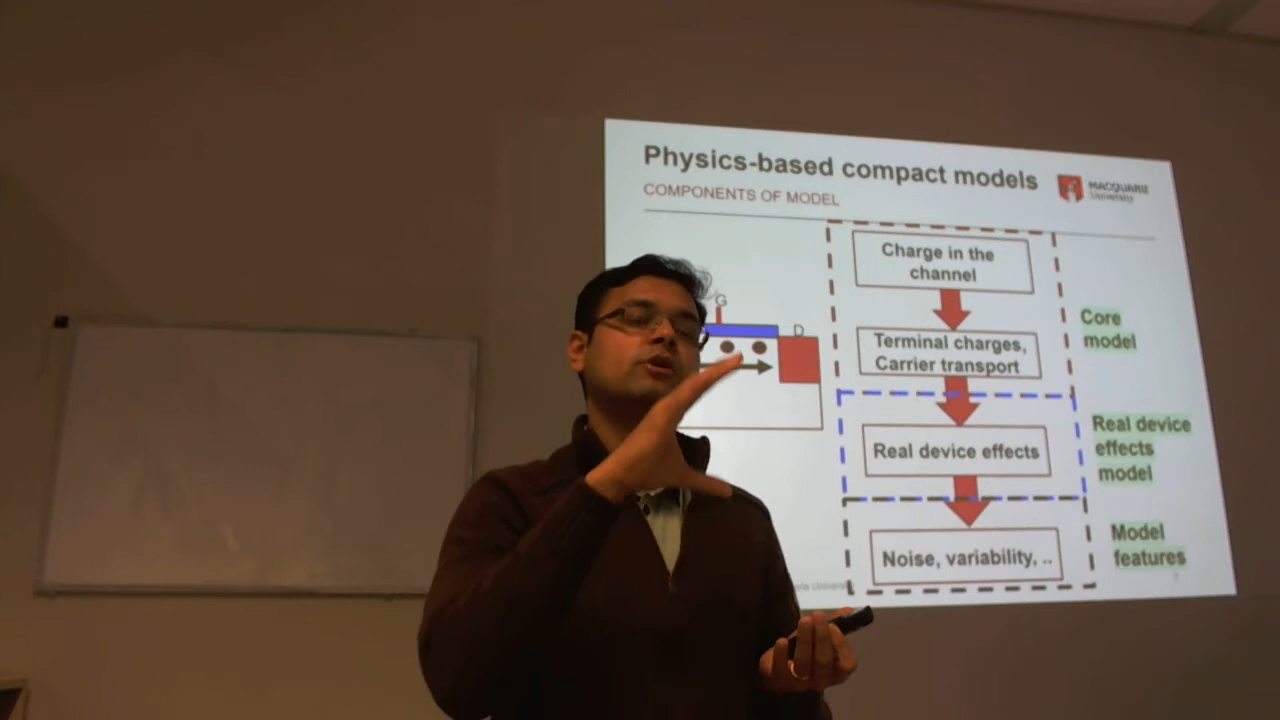 Physics-based compact models
MACQUARIE
University
COMPONENTS OF MODEL
G
D
Charge in the
channel
Terminal charges,
Carrier transport
Core
model
Real device effects
Real device
effects
model
Noise, variability, ..
Model
features